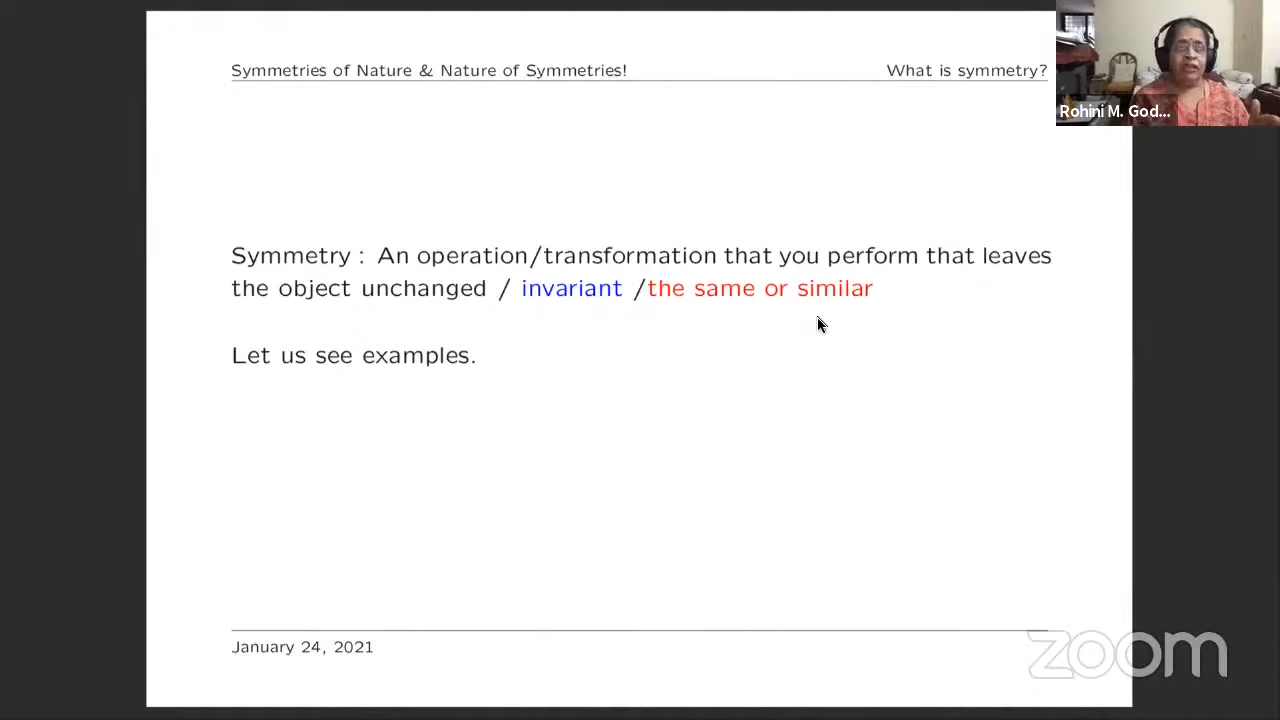 Symmetries of Nature & Nature of Symmetries! What is symmetry?
Rohini M. God...
Symmetry : An operation/transformation that you perform that leaves
the object unchanged / invariant /the same or similar
Let us see examples.
January 24, 2021
zoom